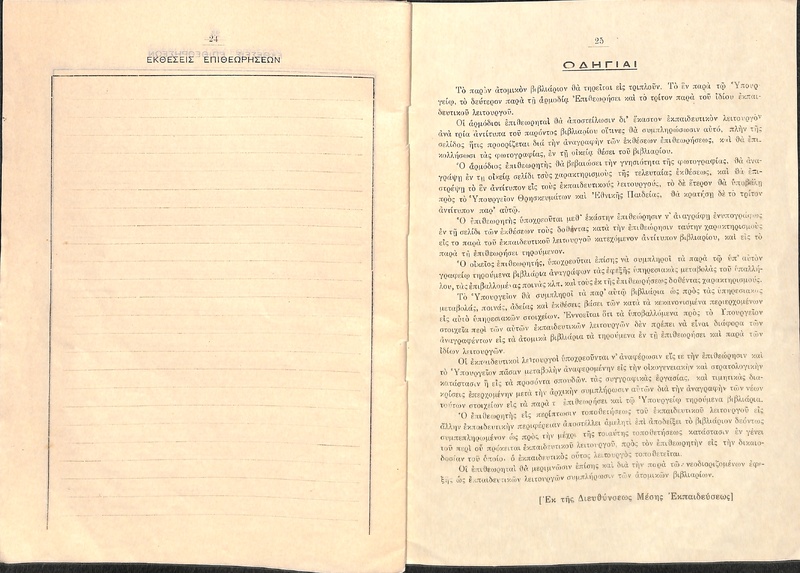 24
ΕΚΘΕΣΕΙΣ ΕΠΙΘΕΩΡΗΣΕΩΝ
25
ΟΔΗΓΙΑΙ
Τὸ παρὸν ἀτομικὸν βιβλιάριον θὰ τηρεῖται εἰς τριπλοῦν. Τὸ ἓν παρὰ τῷ Ὑπουρ-
γείῳ, τὸ δεύτερον παρὰ τῇ ἁρμοδίᾳ Ἐπιθεωρήσει καὶ τὸ τρίτον παρὰ τοῦ ἰδίου ἐκπαι-
δευτικοῦ λειτουργοῦ.
Οἱ ἁρμόδιοι ἐπιθεωρηταὶ θὰ ἀποστείλωσιν δι' ἕκαστον ἐκπαιδευτικὸν λειτουργὸν
ἀνὰ τρία ἀντίτυπα τοῦ παρόντος βιβλιαρίου οἵτινες θὰ συμπληρώσωσιν αὐτό, πλὴν τῆς
σελίδος ἥτις προορίζεται διὰ τὴν ἀναγραφὴν τῶν ἐκθέσεων ἐπιθεωρήσεως, καὶ θὰ ἐπι-
κολλήσωσι τὰς φωτογραφίας, ἐν τῇ οἰκείᾳ θέσει τοῦ βιβλιαρίου.
Ὁ ἁρμόδιος ἐπιθεωρητὴς θὰ βεβαιώσει τὴν γνησιότητα τῆς φωτογραφίας, θὰ ἀνα-
γράψῃ ἐν τῇ οἰκείᾳ σελίδι τοὺς χαρακτηρισμοὺς τῆς τελευταίας ἐκθέσεως, καὶ θὰ ἐπι-
στρέψῃ τὸ ἓν ἀντίτυπον εἰς τοὺς ἐκπαιδευτικοὺς λειτουργούς, τὸ δὲ ἕτερον θὰ ὑποβάλῃ
πρὸς τὸ Ὑπουργεῖον Θρησκευμάτων καὶ Ἐθνικῆς Παιδείας, θὰ κρατήσῃ δὲ τὸ τρίτον
ἀντίτυπον παρ' αὐτῷ.
Ὁ ἐπιθεωρητὴς ὑποχρεοῦται μεθ' ἑκάστην ἐπιθεώρησιν ν' ἀναγράφῃ ἐνυπογράφως
ἐν τῇ σελίδι τῶν ἐκθέσεων τοὺς δοθέντας κατὰ τὴν ἐπιθεώρησιν ταύτην χαρακτηρισμοὺς
εἰς τὸ παρὰ τοῦ ἐκπαιδευτικοῦ λειτουργοῦ κατεχόμενον ἀντίτυπον βιβλιαρίου, καὶ εἰς τὸ
παρὰ τῇ ἐπιθεωρήσει τηρούμενον.
Ὁ οἰκεῖος ἐπιθεωρητής, ὑποχρεοῦται ἐπίσης νὰ συμπληροῖ τὰ παρὰ τῷ ὑπ' αὐτὸν
γραφείῳ τηρούμενα βιβλιάρια ἀναγράφων τὰς ἐφεξῆς ὑπηρεσιακὰς μεταβολὰς τοῦ ὑπαλλή-
λου, τὰς ἐπιβαλλομένας ποινὰς κλπ. καὶ τοὺς ἐκ τῆς ἐπιθεωρήσεως δοθέντας χαρακτηρισμούς.
Τὸ Ὑπουργεῖον θὰ συμπληροῖ τὰ παρ' αὐτῷ βιβλιάρια ὡς πρὸς τὰς ὑπηρεσιακὰς
μεταβολάς, ποινάς, ἀδείας καὶ ἐκθέσεις βάσει τῶν κατὰ τὰ κεκανονισμένα περιερχομένων
εἰς αὐτὸ ὑπηρεσιακῶν στοιχείων. Ἐννοεῖται ὅτι τὰ ὑποβαλλόμενα πρὸς τὸ Ὑπουργεῖον
στοιχεῖα περὶ τῶν αὐτῶν ἐκπαιδευτικῶν λειτουργῶν δὲν πρέπει νὰ εἶναι διάφορα τῶν
ἀναγραφέντων εἰς τὰ ἀτομικὰ βιβλιάρια τὰ τηρούμενα ἐν τῇ ἐπιθεωρήσει καὶ παρὰ τῶν
ἰδίων λειτουργῶν.
Οἱ ἐκπαιδευτικοὶ λειτουργοὶ ὑποχρεοῦνται ν' ἀναφέρωσιν εἴς τε τὴν ἐπιθεώρησιν καὶ
τὸ Ὑπουργεῖον πᾶσαν μεταβολὴν ἀναφερομένην εἰς τὴν οἰκογενειακὴν καὶ στρατολογικὴν
κατάστασιν ἢ εἰς τὰ προσόντα σπουδῶν, τὰς συγγραφικὰς ἐργασίας, καὶ τιμητικὰς δια-
κρίσεις ἐπερχομένην μετὰ τὴν ἀρχικὴν συμπλήρωσιν αὐτῶν διὰ τὴν ἀναγραφὴν τῶν νέων
τούτων στοιχείων εἰς τὰ παρὰ τ ἐπιθεωρήσει καὶ τῷ Ὑπουργείῳ τηρούμενα βιβλιάρια.
Ὁ ἐπιθεωρητὴς εἰς περίπτωσιν τοποθετήσεως τοῦ ἐκπαιδευτικοῦ λειτουργοῦ εἰς
ἄλλην ἐκπαιδευτικὴν περιφέρειαν ἀποστέλλει ἀμελητὶ ἐπὶ ἀποδείξει τὸ βιβλιάριον δεόντως
συμπεπληρωμένον ὡς πρὸς τὴν μέχρι τῆς τοιαύτης τοποθετήσεως κατάστασιν ἐν γένει
τοῦ περὶ οὗ πρόκειται ἐκπαιδευτικοῦ λειτουργοῦ, πρὸς τὸν ἐπιθεωρητὴν εἰς τὴν δικαιο-
δοσίαν τοῦ ὁποίου, ὁ ἐκπαιδευτικὸς οὗτος λειτουργὸς τοποθετεῖται.
Οἱ ἐπιθεωρηταὶ θὰ μεριμνῶσιν ἐπίσης καὶ διὰ τὴν παρὰ τῶν νεοδιοριζομένων ἐφε-
ξῆς ὡς ἐκπαιδευτικῶν λειτουργῶν συμπλήρωσιν τῶν ἀτομικῶν βιβλιαρίων.
[Ἐκ τῆς Διευθύνσεως Μέσης Ἐκπαιδεύσεως]